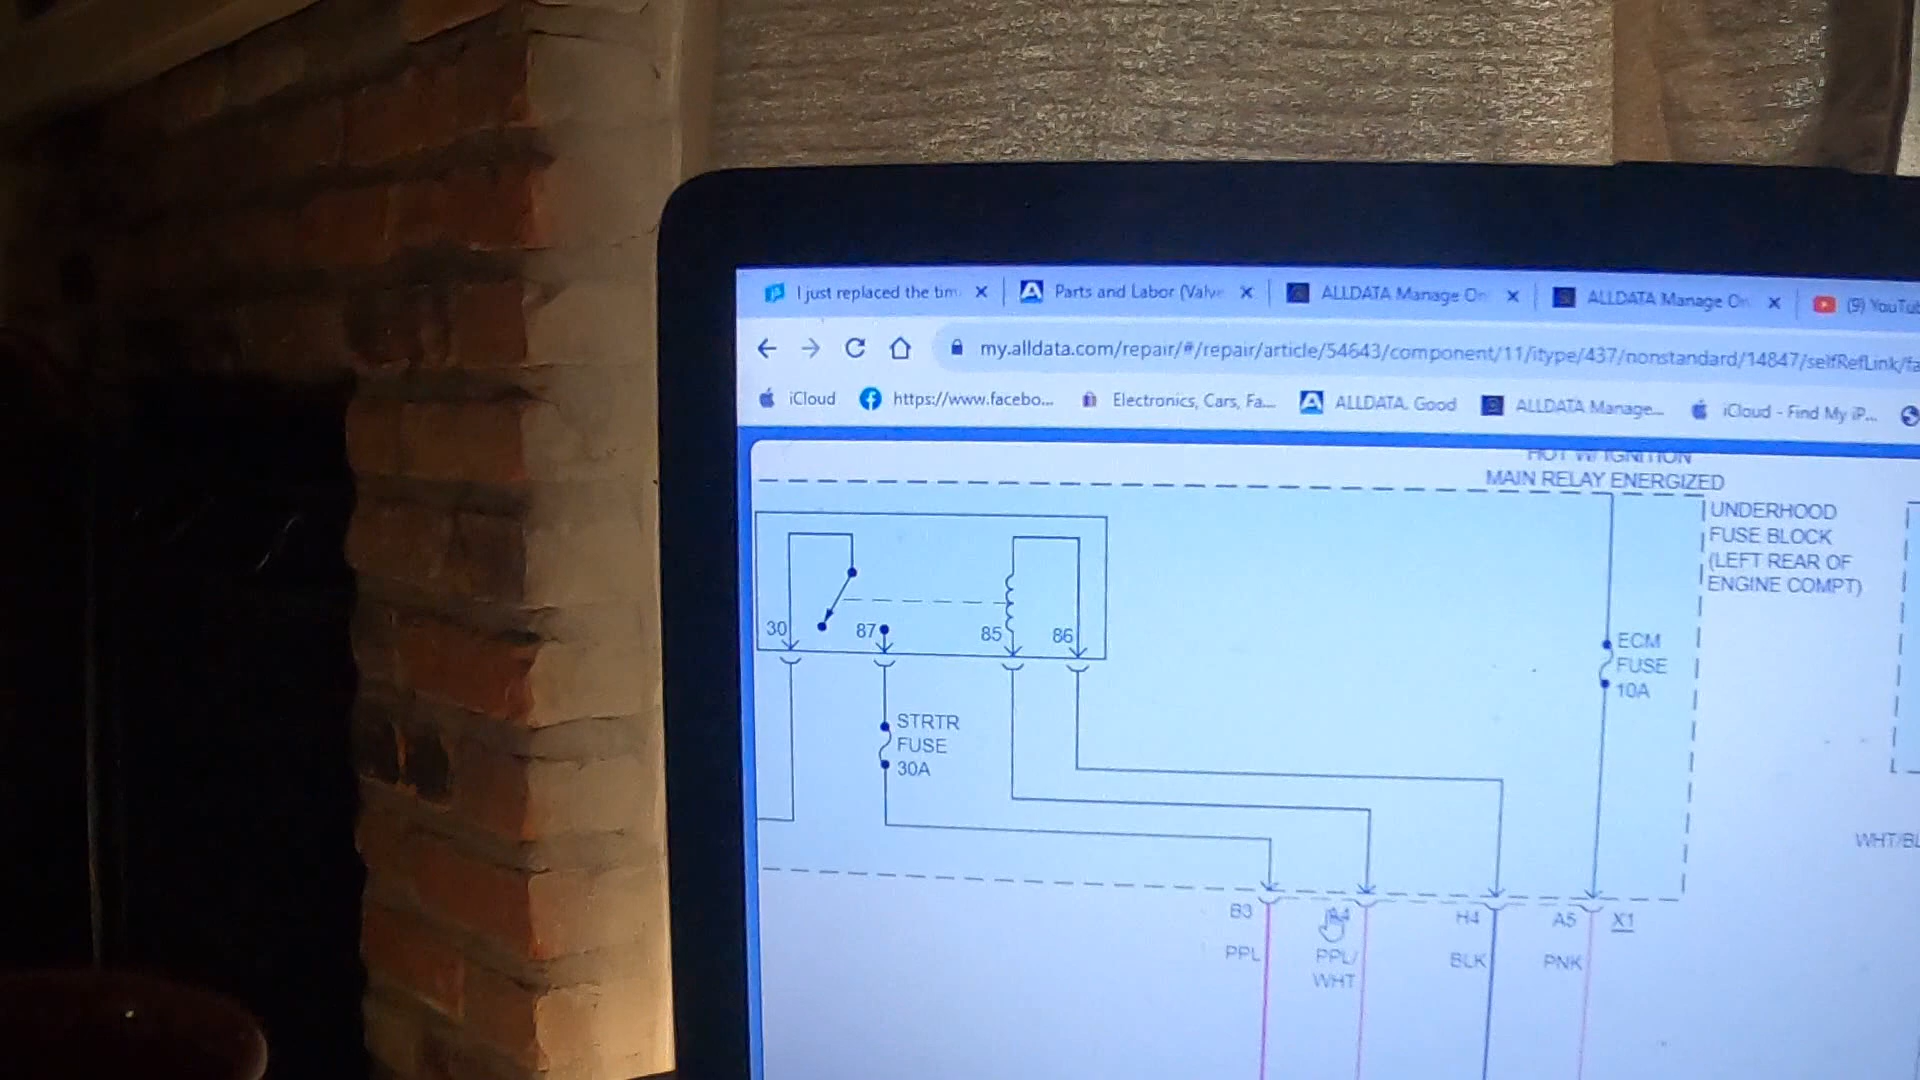 I just replaced the tim
Parts and Labor (Valve
ALLDATA Manage On
ALLDATA Manage On
(9) YouTub
my.alldata.com/repair/#/repair/article/54643/component/11/itype/437/nonstandard/14847/selfRefLink/fa
iCloud
https://www.facebo...
Electronics, Cars, Fa...
ALLDATA. Good
ALLDATA Manage...
iCloud - Find My iP...
HOT W/ IGNITION
MAIN RELAY ENERGIZED
UNDERHOOD
FUSE BLOCK
(LEFT REAR OF
ENGINE COMPT)
30
87
85
86
ECM
FUSE
10A
STRTR
FUSE
30A
WHT/BL
B3
A4
H4
A5
X1
PPL
PPL/
WHT
BLK
PNK